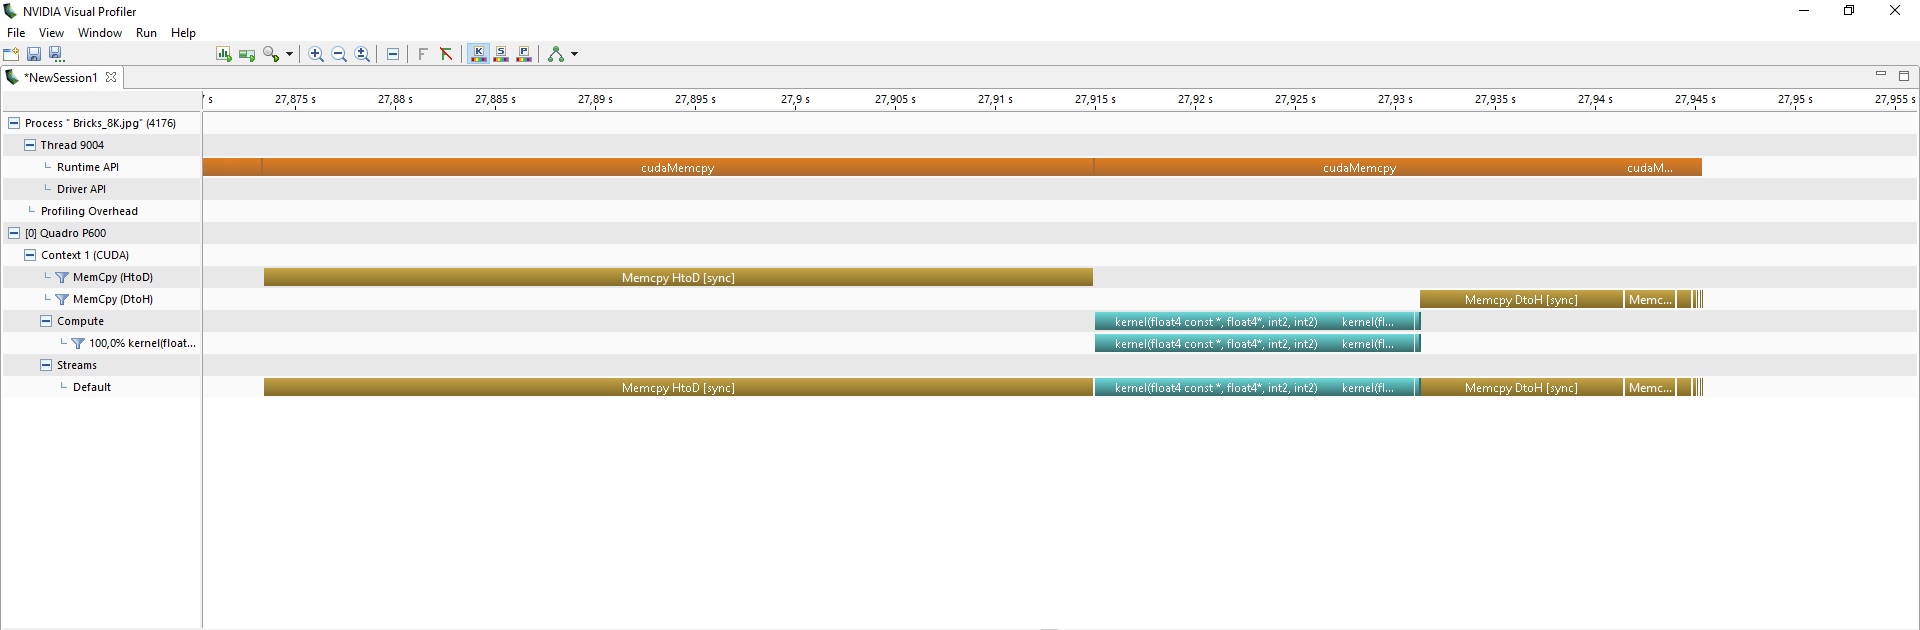 NVIDIA Visual Profiler
File View Window Run Help
*NewSession1
s 27,875 s 27,88 s 27,885 s 27,89 s 27,895 s 27,9 s 27,905 s 27,91 s 27,915 s 27,92 s 27,925 s 27,93 s 27,935 s 27,94 s 27,945 s 27,95 s 27,955 s
Process " Bricks_8K.jpg" (4176)
Thread 9004
Runtime API cudaMemcpy cudaMemcpy cudaM...
Driver API
Profiling Overhead
[0] Quadro P600
Context 1 (CUDA)
MemCpy (HtoD) Memcpy HtoD [sync]
MemCpy (DtoH) Memcpy DtoH [sync] Memc...
Compute kernel(float4 const *, float4*, int2, int2) kernel(fl...
100,0% kernel(float... kernel(float4 const *, float4*, int2, int2) kernel(fl...
Streams
Default Memcpy HtoD [sync] kernel(float4 const *, float4*, int2, int2) kernel(fl... Memcpy DtoH [sync] Memc...